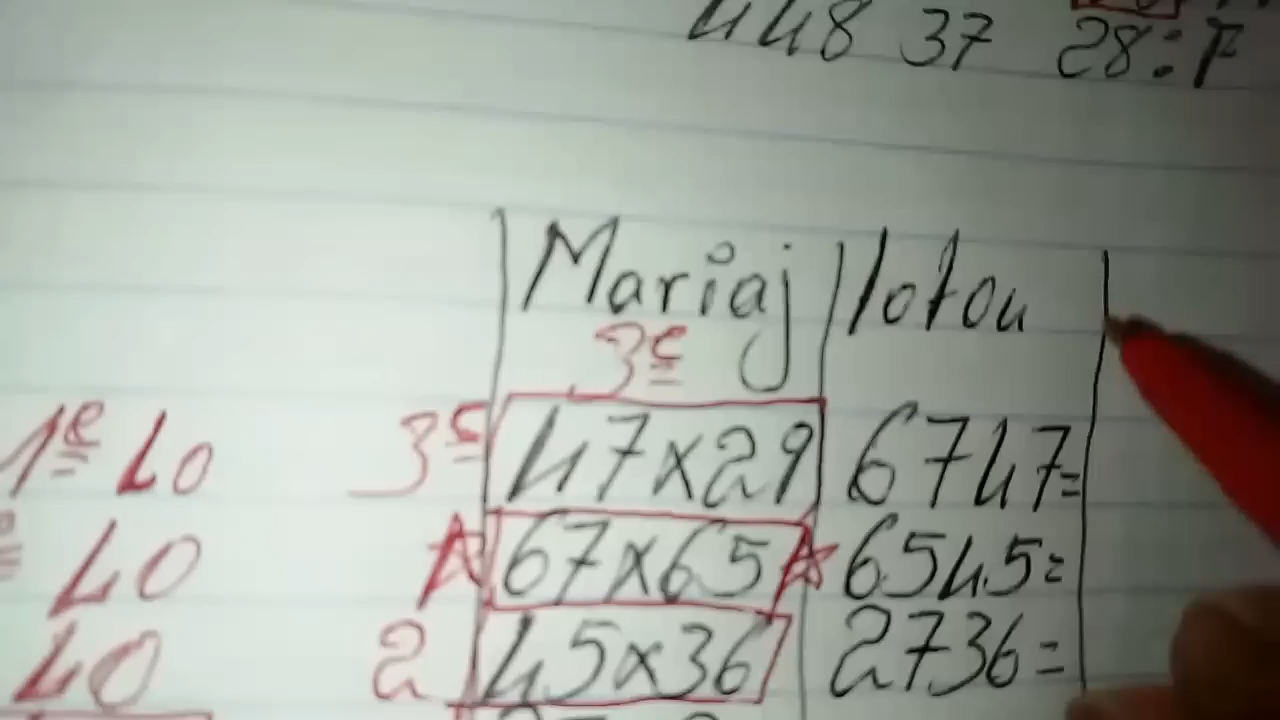 448 37 28:F
Mariaj lotou
3e
1e LO 3e 47x29 6747=
LO 67x65 6545=
LO 2 45x36 2736=